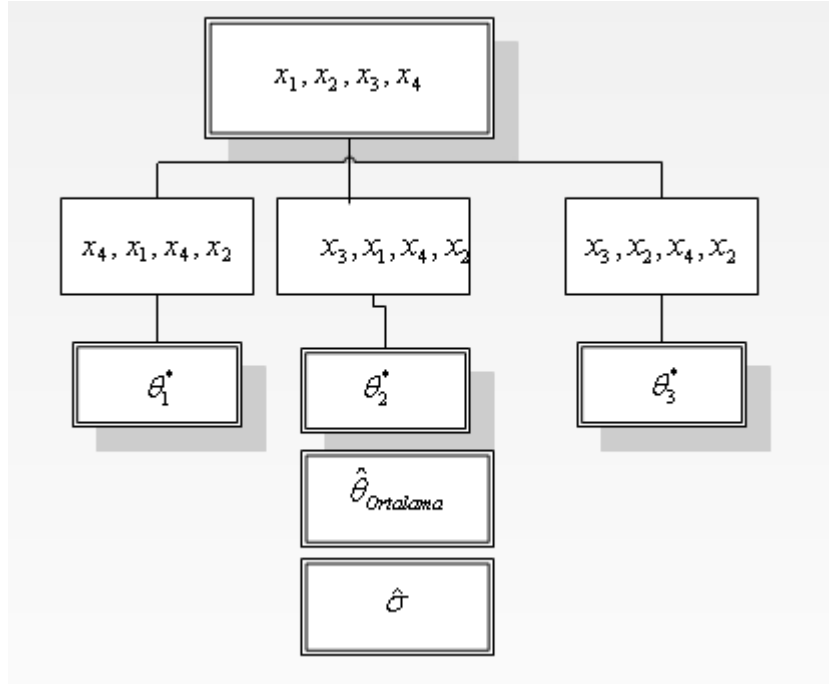 x₁, x₂, x₃, x₄
x₄, x₁, x₄, x₂
x₃, x₁, x₄, x₂
x₃, x₂, x₄, x₂
θ₁*
θ₂*
θ₃*
θ̂_Ortalama
σ̂